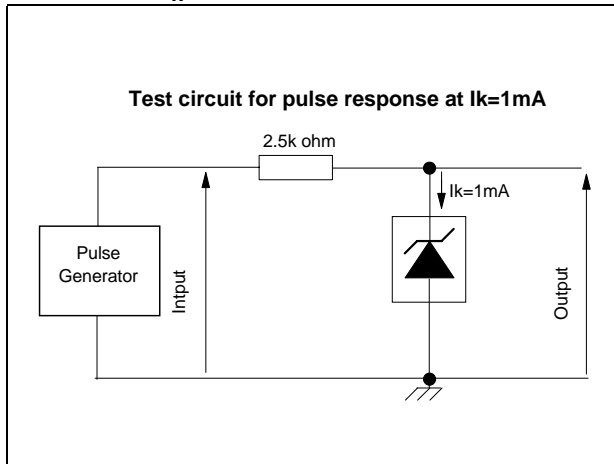 Test circuit for pulse response at Ik=1mA
2.5k ohm
Ik=1mA
Pulse
Generator
Intput
Output